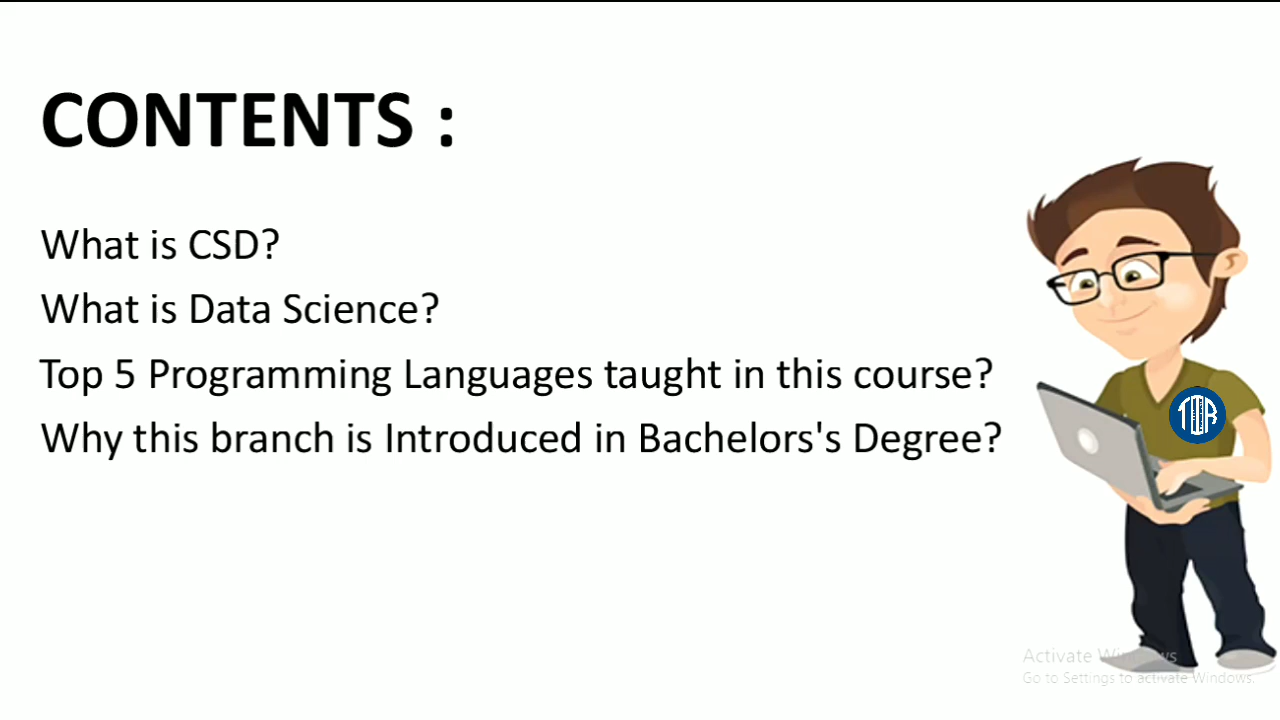 CONTENTS :
What is CSD?
What is Data Science?
Top 5 Programming Languages taught in this course?
Why this branch is Introduced in Bachelors's Degree?
TOR
Activate Windows
Go to Settings to activate Windows.